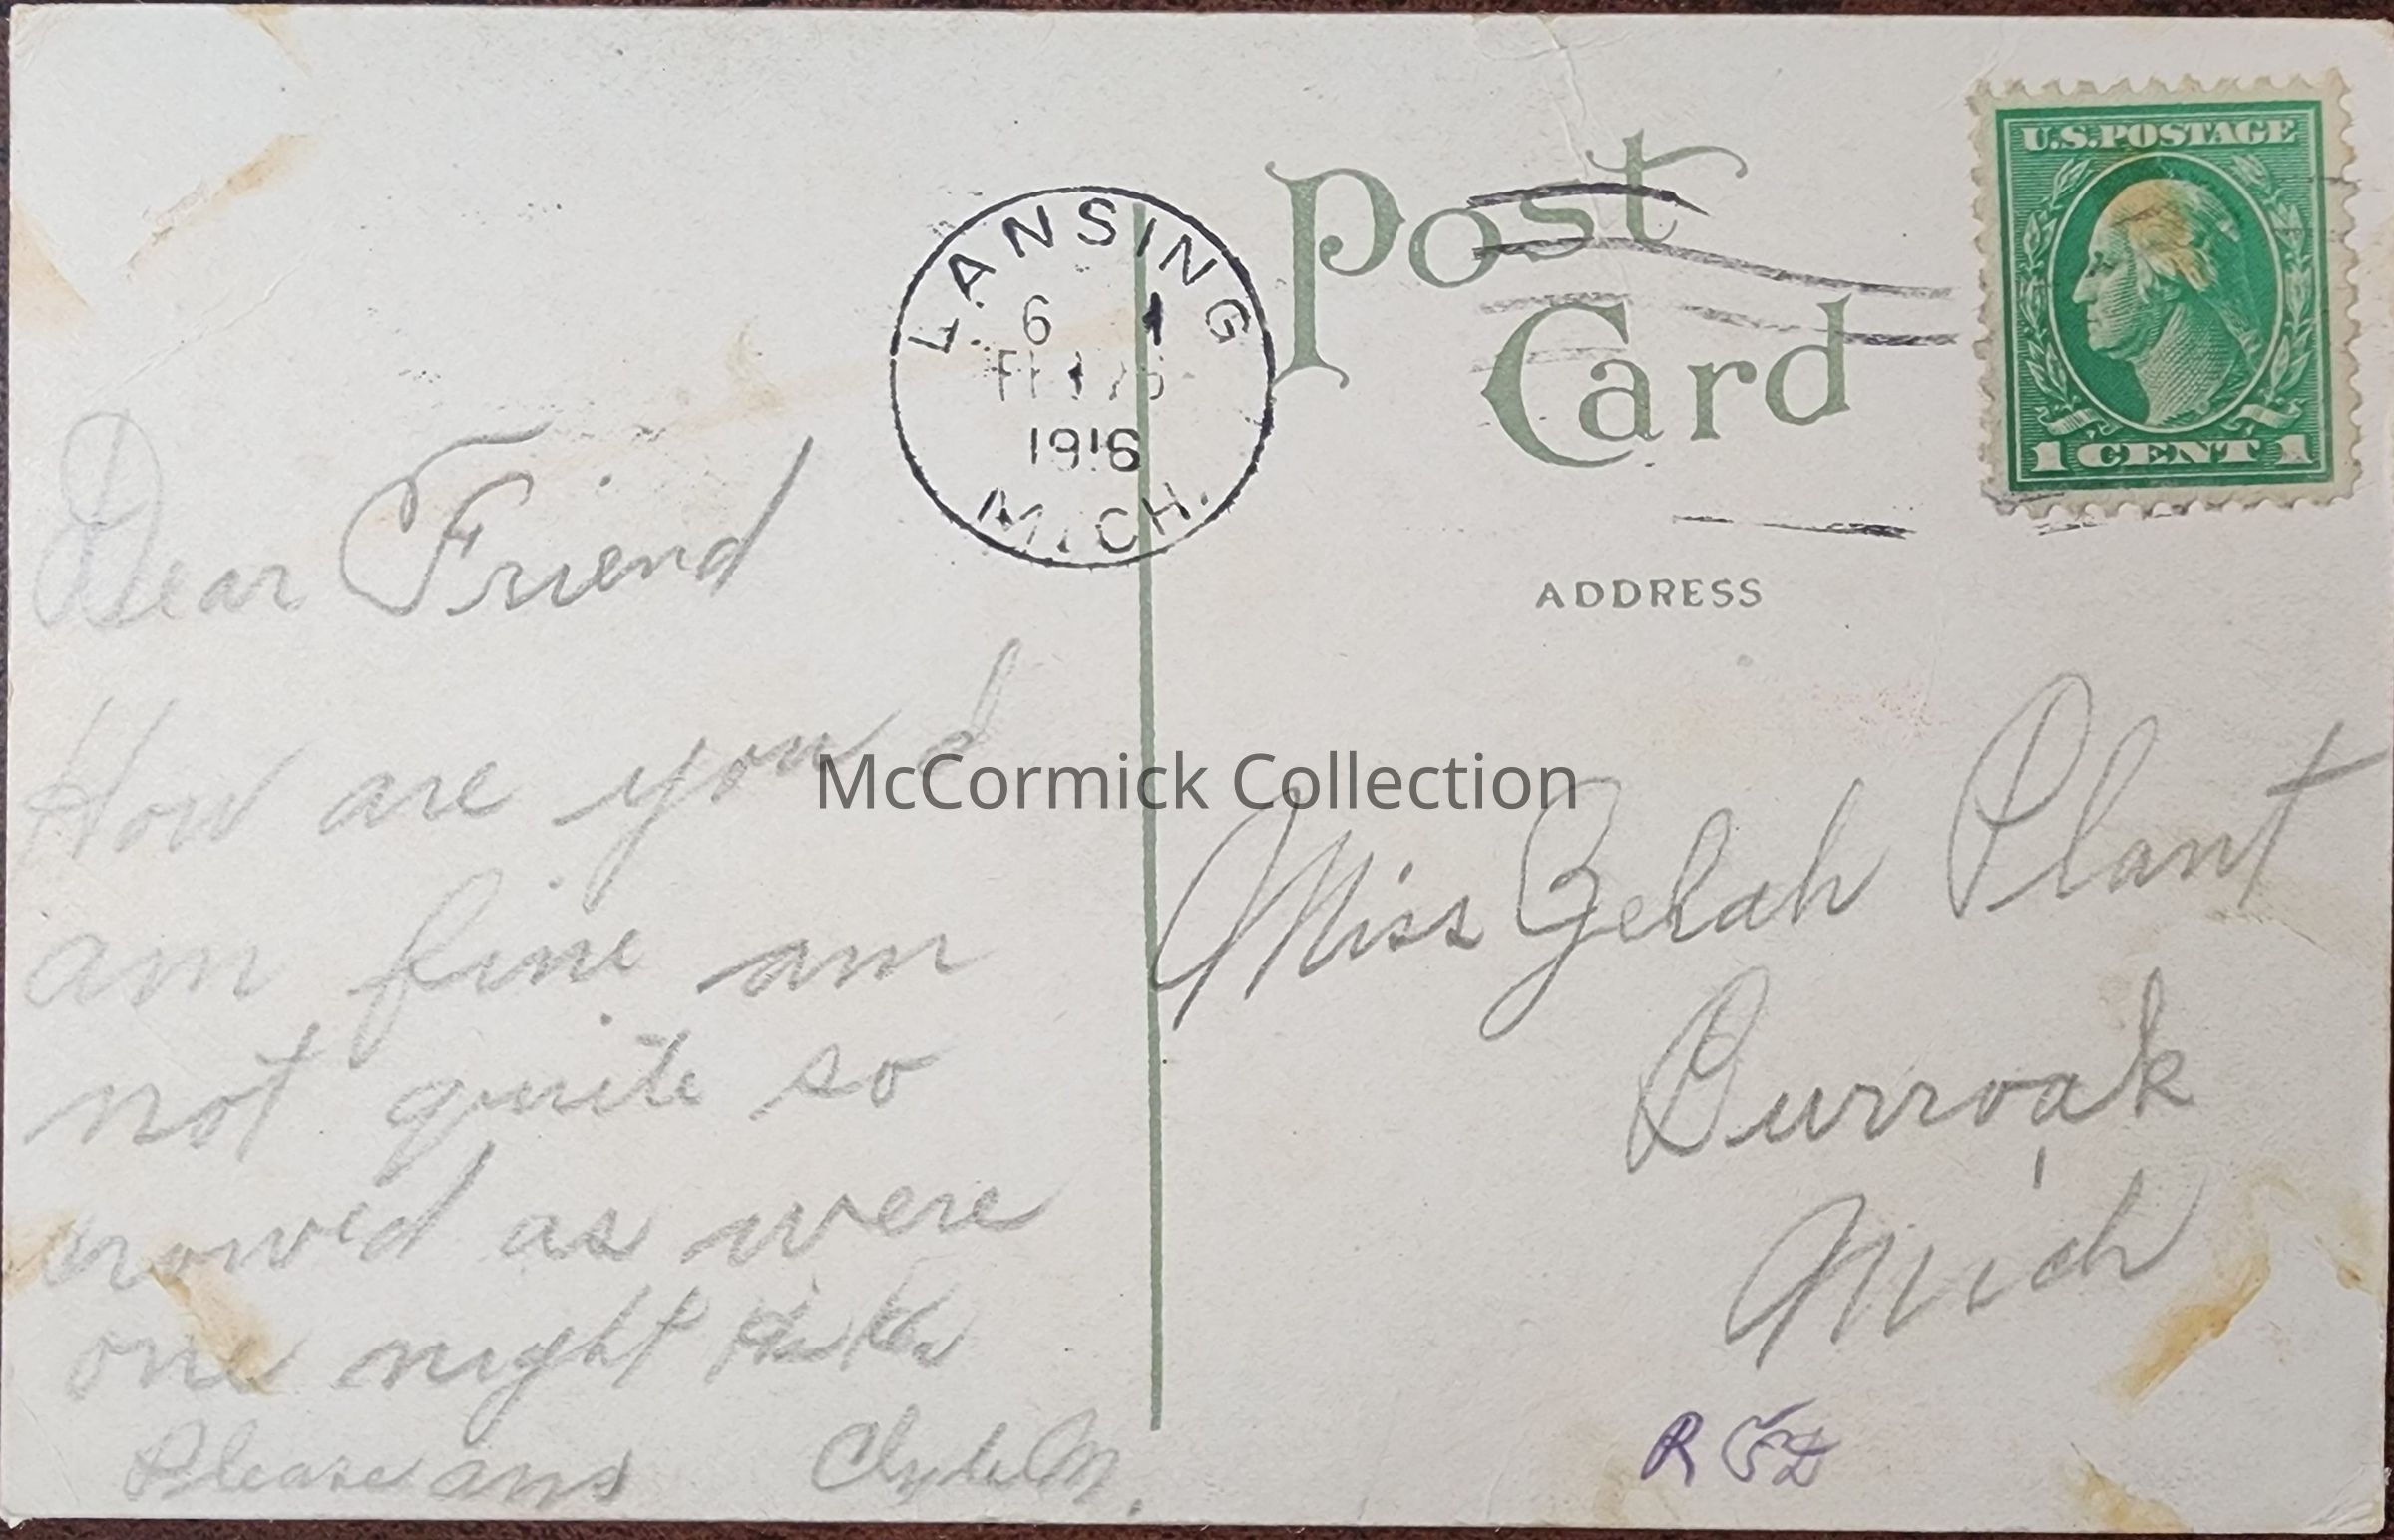 Post
Card
U.S. POSTAGE
1 CENT 1
LANSING
6
1916
MICH.
ADDRESS
Dear Friend
How are you I
am fine am
not quite so
as were
one night
Please ans Clyde M.
McCormick Collection
Miss Zelah Plant
Burroak
Mich
R F D